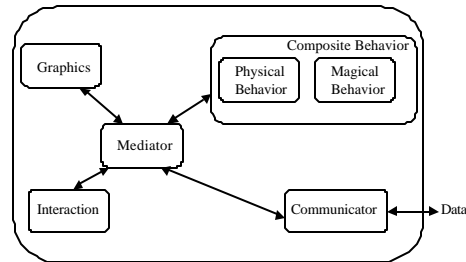 Composite Behavior
Graphics
Physical
Behavior
Magical
Behavior
Mediator
Interaction
Communicator
Data